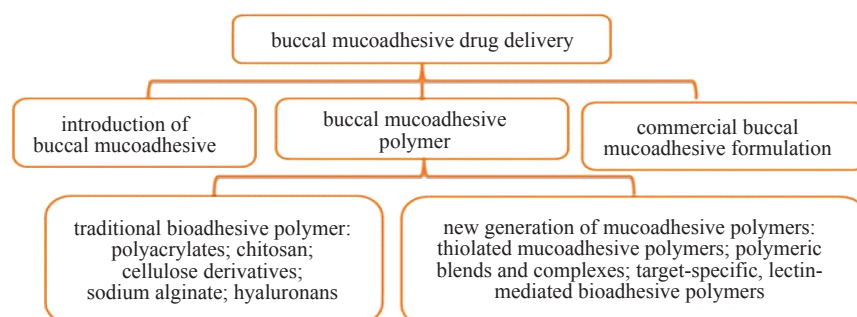 buccal mucoadhesive drug delivery
introduction of
buccal mucoadhesive
buccal mucoadhesive
polymer
commercial buccal
mucoadhesive formulation
traditional bioadhesive polymer:
polyacrylates; chitosan;
cellulose derivatives;
sodium alginate; hyaluronans
new generation of mucoadhesive polymers:
thiolated mucoadhesive polymers; polymeric
blends and complexes; target-specific, lectin-
mediated bioadhesive polymers